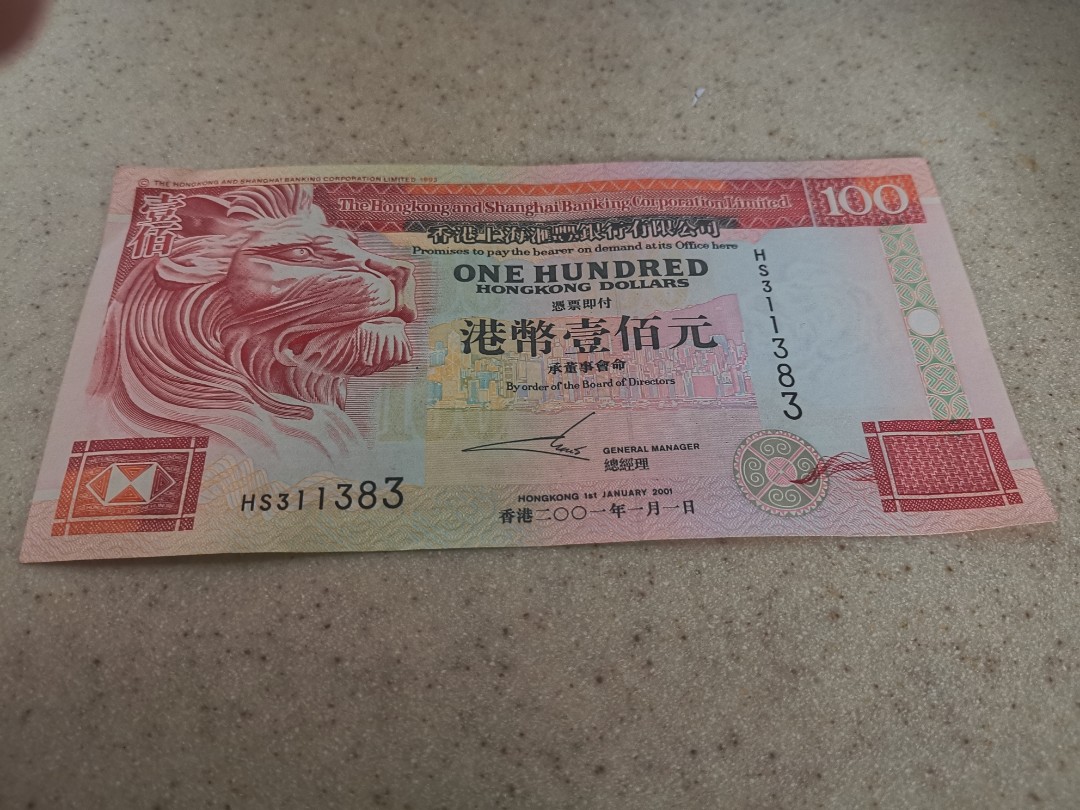 © THE HONGKONG AND SHANGHAI BANKING CORPORATION LIMITED 1993
壹佰
The Hongkong and Shanghai Banking Corporation Limited
100
香港上海滙豐銀行有限公司
Promises to pay the bearer on demand at its Office here
ONE HUNDRED
HONGKONG DOLLARS
憑票即付
港幣壹佰元
承董事會命
By order of the Board of Directors
HS311383
GENERAL MANAGER
總經理
HS311383
HONGKONG 1st JANUARY 2001
香港二〇〇一年一月一日